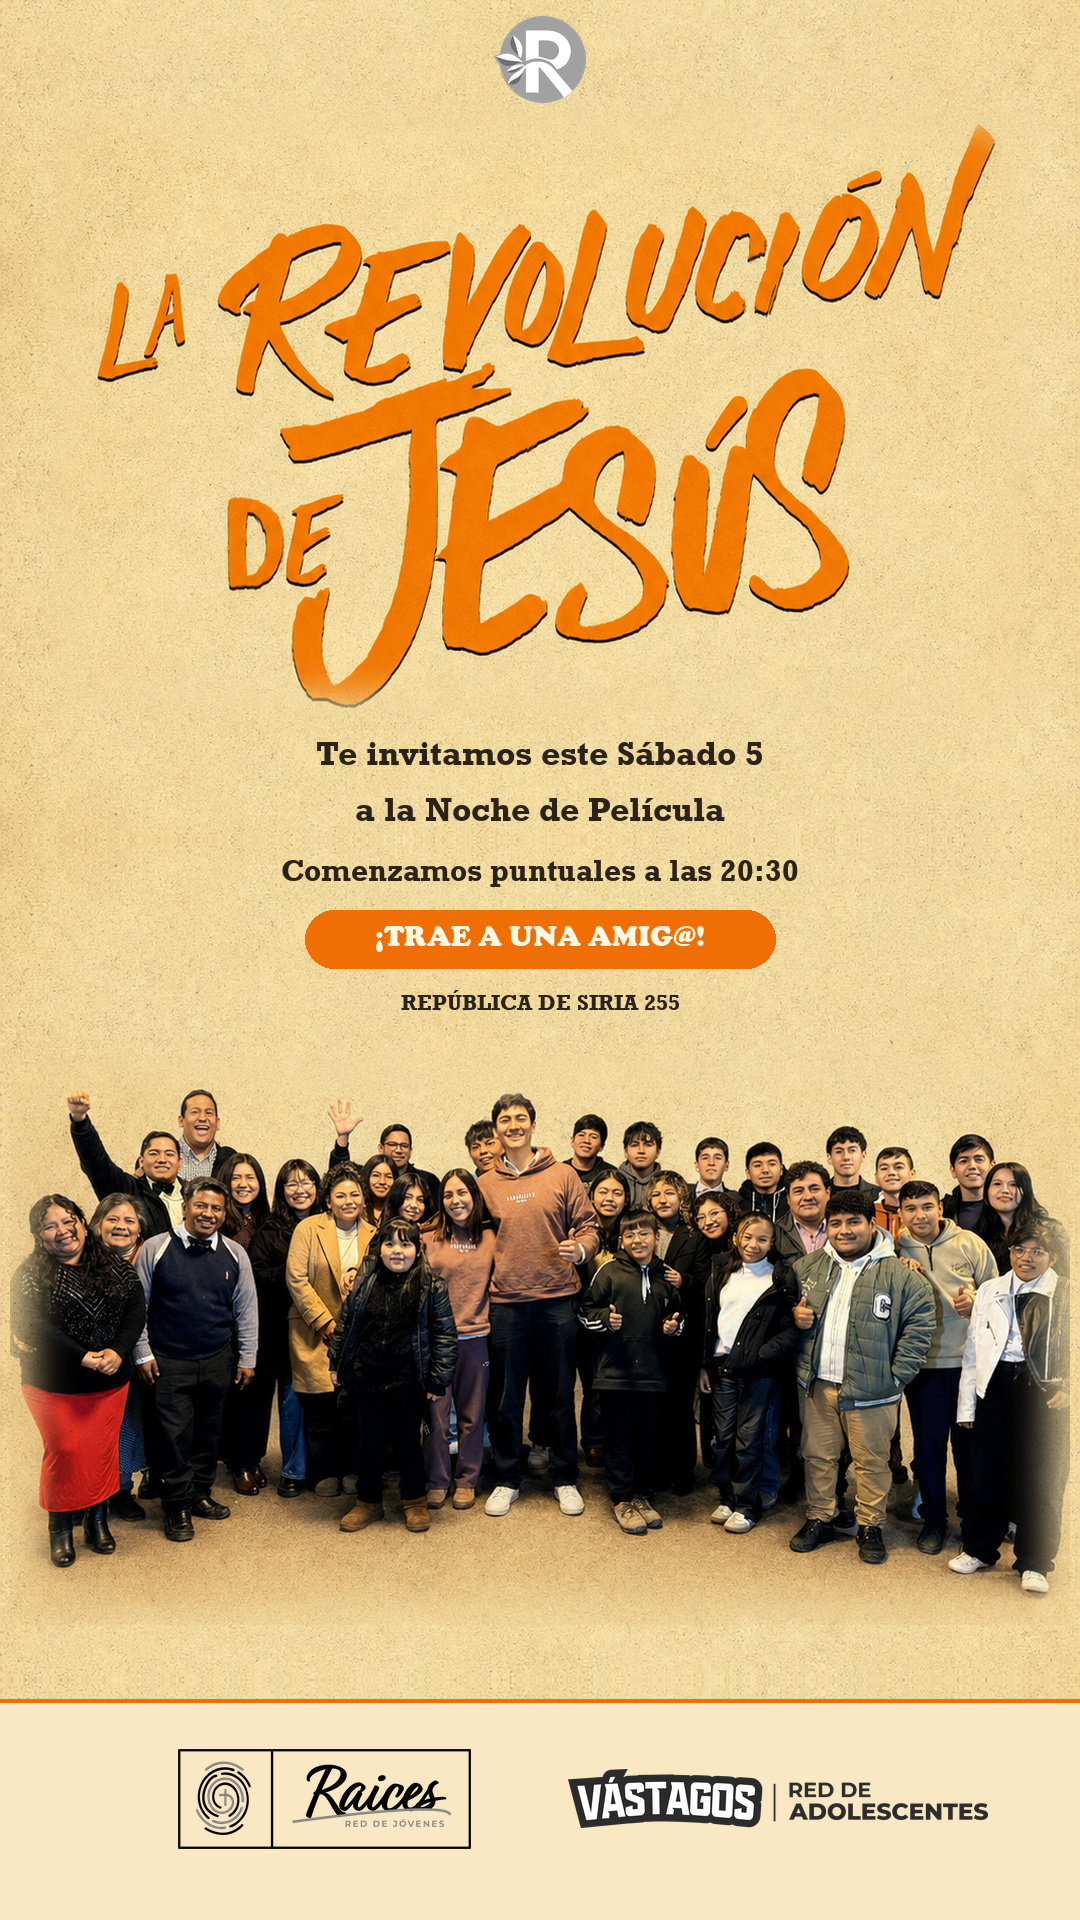 R
LA REVOLUCIÓN
DE JESÚS
Te invitamos este Sábado 5
a la Noche de Película
Comenzamos puntuales a las 20:30
¡TRAE A UNA AMIG@!
REPÚBLICA DE SIRIA 255
C
Raices
RED DE JÓVENES
VÁSTAGOS
RED DE
ADOLESCENTES